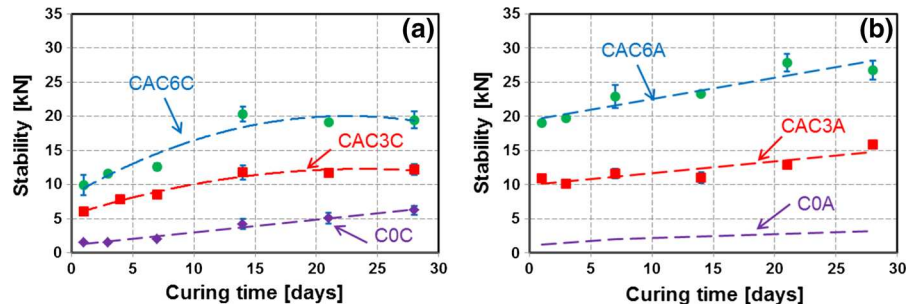 35
30
25
20
15
10
5
0
Stability [kN]
(a)
CAC6C
CAC3C
C0C
0 5 10 15 20 25 30
Curing time [days]
35
30
25
20
15
10
5
0
Stability [kN]
(b)
CAC6A
CAC3A
C0A
0 5 10 15 20 25 30
Curing time [days]